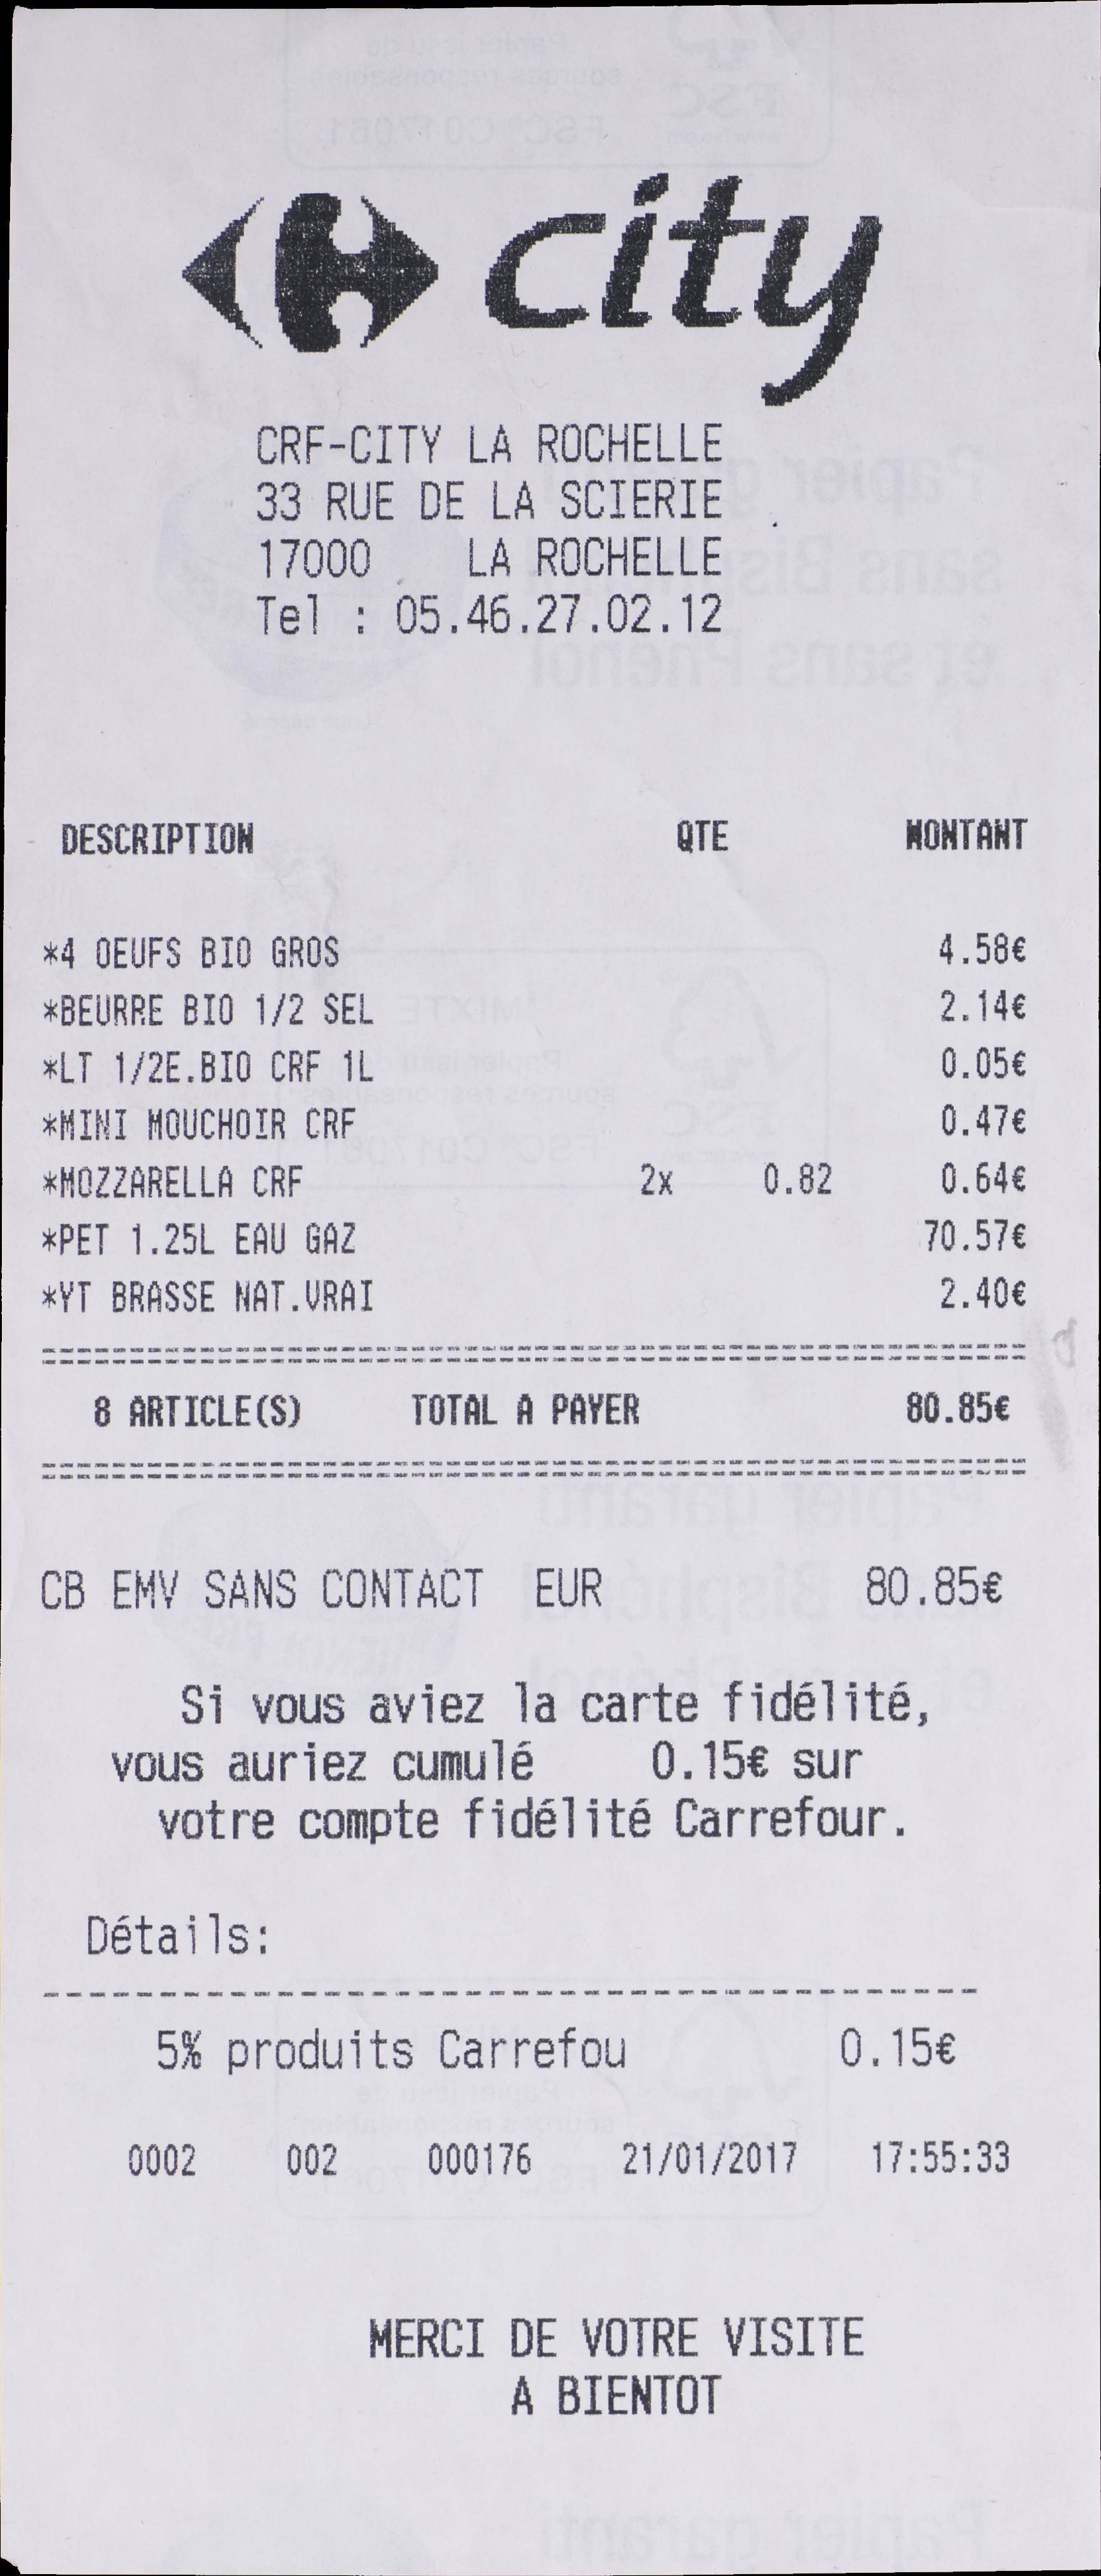 city
CRF-CITY LA ROCHELLE
33 RUE DE LA SCIERIE
17000 LA ROCHELLE
Tel : 05.46.27.02.12
DESCRIPTION QTE MONTANT
*4 OEUFS BIO GROS 4.58€
*BEURRE BIO 1/2 SEL 2.14€
*LT 1/2E.BIO CRF 1L 0.05€
*MINI MOUCHOIR CRF 0.47€
*MOZZARELLA CRF 2x 0.82 0.64€
*PET 1.25L EAU GAZ 70.57€
*YT BRASSE NAT.VRAI 2.40€
8 ARTICLE(S) TOTAL A PAYER 80.85€
CB EMV SANS CONTACT EUR 80.85€
Si vous aviez la carte fidélité,
vous auriez cumulé 0.15€ sur
votre compte fidélité Carrefour.
Détails:
5% produits Carrefou 0.15€
0002 002 000176 21/01/2017 17:55:33
MERCI DE VOTRE VISITE
A BIENTOT